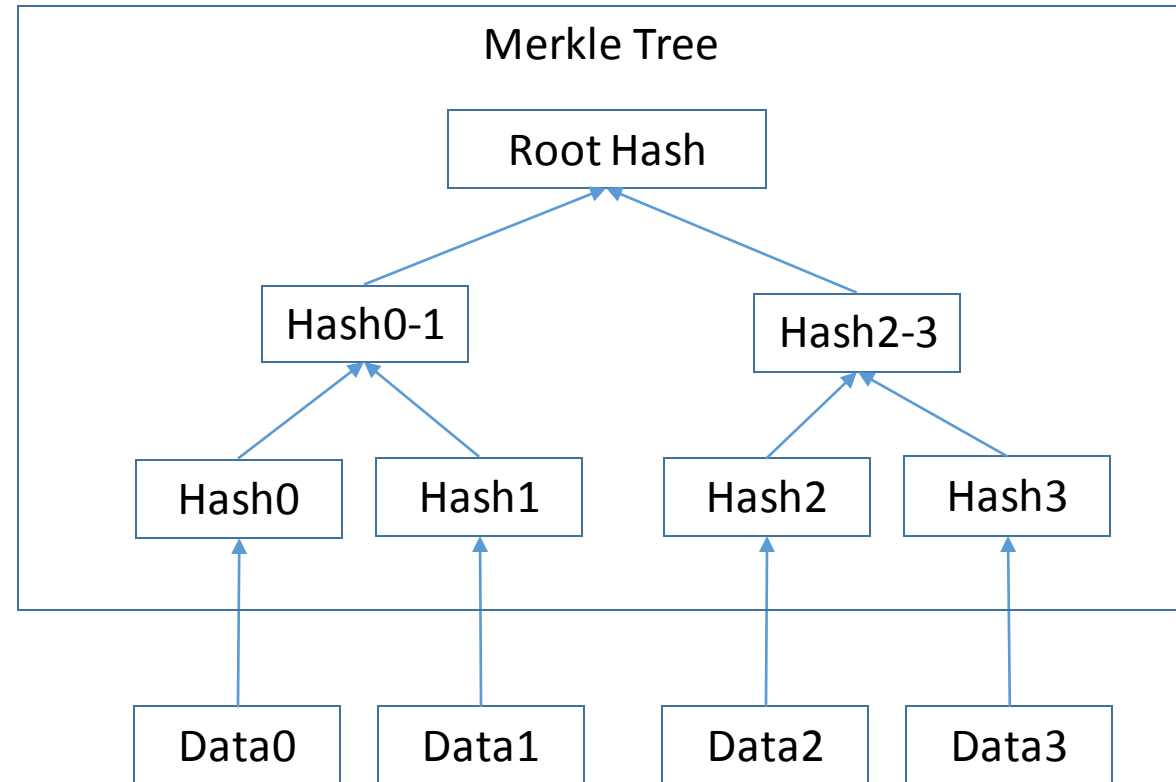 Merkle Tree
Root Hash
Hash0-1
Hash2-3
Hash0
Hash1
Hash2
Hash3
Data0
Data1
Data2
Data3